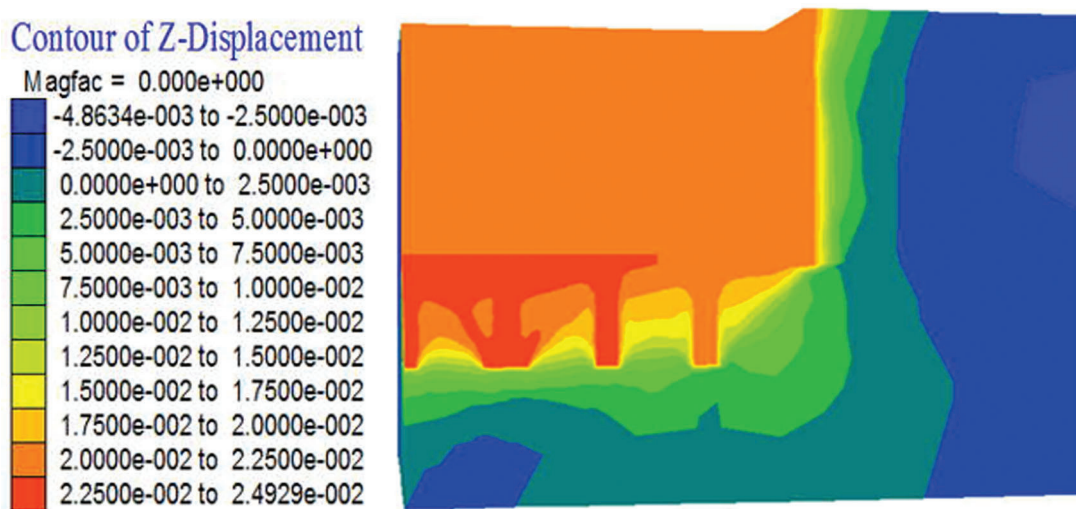 Contour of Z-Displacement
Magfac = 0.000e+000
-4.8634e-003 to -2.5000e-003
-2.5000e-003 to 0.0000e+000
0.0000e+000 to 2.5000e-003
2.5000e-003 to 5.0000e-003
5.0000e-003 to 7.5000e-003
7.5000e-003 to 1.0000e-002
1.0000e-002 to 1.2500e-002
1.2500e-002 to 1.5000e-002
1.5000e-002 to 1.7500e-002
1.7500e-002 to 2.0000e-002
2.0000e-002 to 2.2500e-002
2.2500e-002 to 2.4929e-002